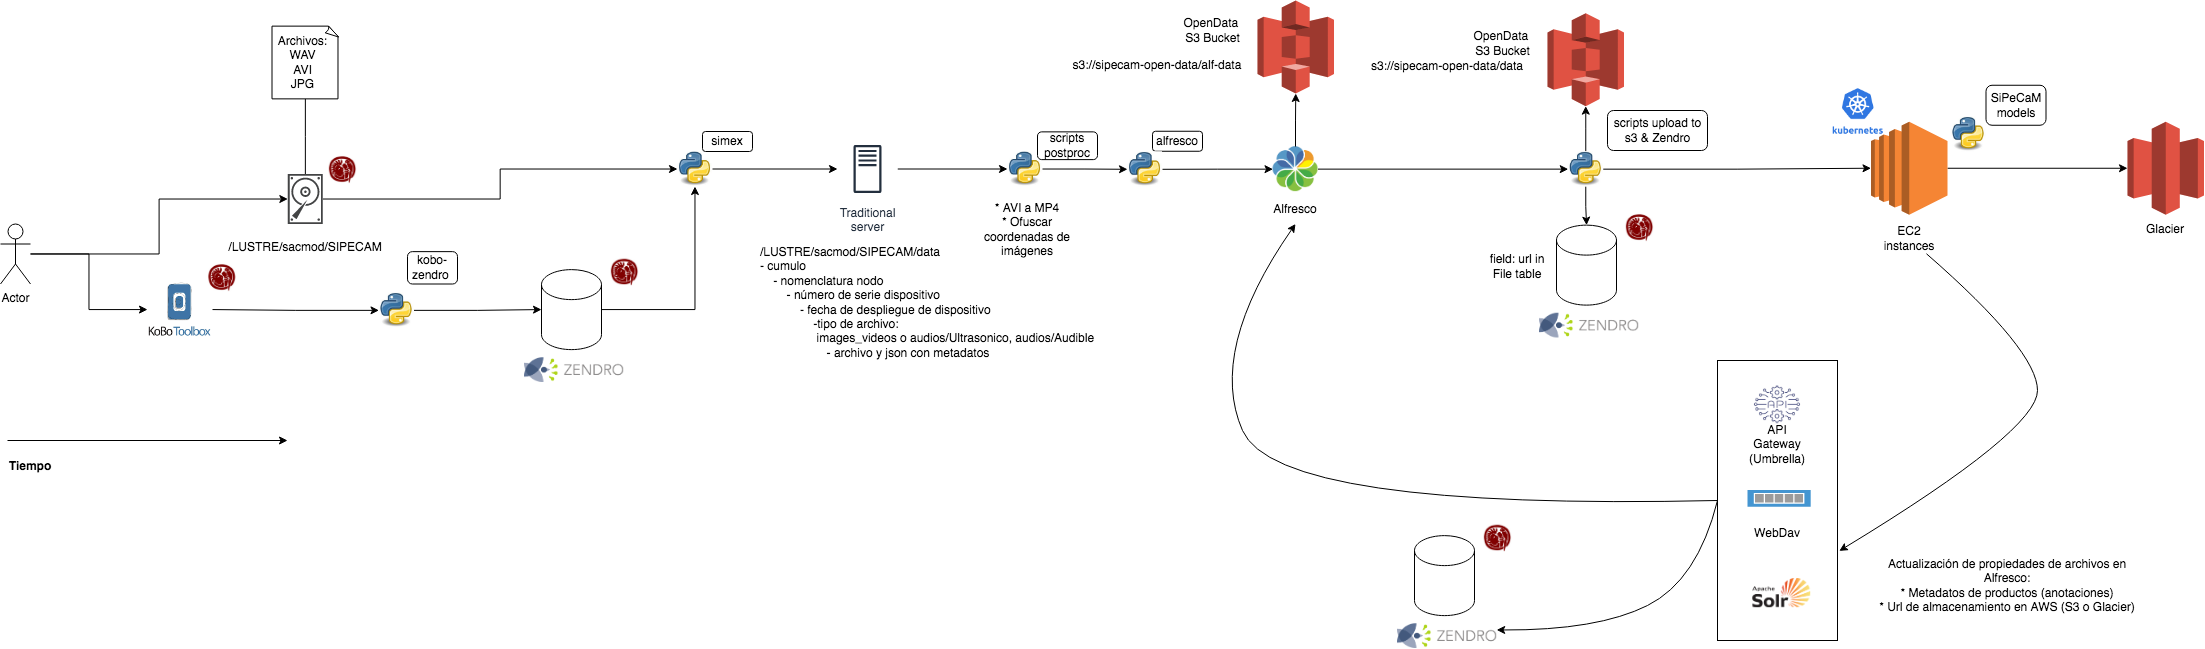 Archivos:
WAV
AVI
JPG
Actor
/LUSTRE/sacmod/SIPECAM
KoBoToolbox
kobo-
zendro
ZENDRO
simex
Traditional
server
/LUSTRE/sacmod/SIPECAM/data
- cumulo
- nomenclatura nodo
- número de serie dispositivo
- fecha de despliegue de dispositivo
-tipo de archivo:
images_videos o audios/Ultrasonico, audios/Audible
- archivo y json con metadatos
scripts
postproc
* AVI a MP4
* Ofuscar
coordenadas de
imágenes
alfresco
OpenData
S3 Bucket
s3://sipecam-open-data/alf-data
Alfresco
OpenData
S3 Bucket
s3://sipecam-open-data/data
scripts upload to
s3 & Zendro
field: url in
File table
ZENDRO
kubernetes
SiPeCaM
models
EC2
instances
Glacier
Tiempo
API
API
Gateway
(Umbrella)
WebDav
Apache
Solr
ZENDRO
Actualización de propiedades de archivos en
Alfresco:
* Metadatos de productos (anotaciones)
* Url de almacenamiento en AWS (S3 o Glacier)